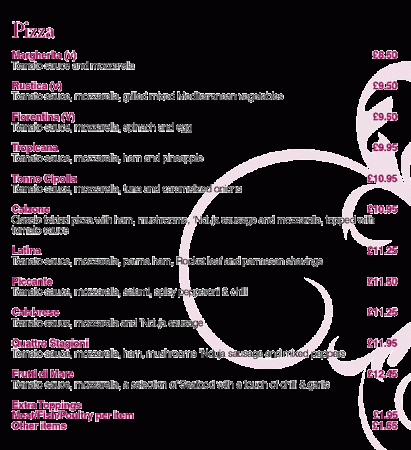 Pizza
Margherita (v) £8.50
Tomato sauce and mozzarella
Rustica (v) £9.50
Tomato sauce, mozzarella, grilled mixed Mediterranean vegetables
Fiorentina (V) £9.50
Tomato sauce, mozzarella, spinach and egg
Tropicana £9.95
Tomato sauce, mozzarella, ham and pineapple
Tonno Cipolla £10.95
Tomato sauce, mozzarella, tuna and caramelised onions
Calzone £10.95
Classic folded pizza with ham, mushrooms, 'Nduja sausage and mozzarella, topped with
tomato sauce
Latina £11.25
Tomato sauce, mozzarella, parma ham, Rocket leaf and parmesan shavings
Piccante £11.50
Tomato sauce, mozzarella, salami, spicy pepperoni & chilli
Calabrese £11.25
Tomato sauce, mozzarella and 'Nduja sausage
Quattro Stagioni £11.95
Tomato sauce, mozzarella, ham, mushrooms 'Nduja sausage and mixed peppers
Frutti di Mare £12.45
Tomato sauce, mozzarella, a selection of Seafood with a touch of chilli & garlic
Extra Toppings
Meat/Fish/Poultry per item £1.95
Other items £1.65